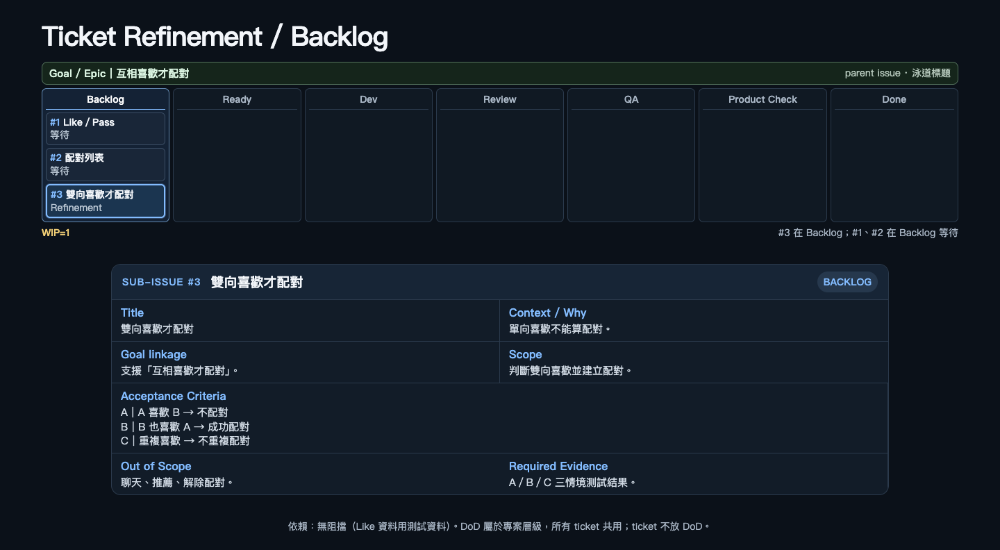 Ticket Refinement / Backlog
Goal / Epic｜互相喜歡才配對
parent issue・泳道標題
Backlog
Ready
Dev
Review
QA
Product Check
Done
#1 Like / Pass
等待
#2 配對列表
等待
#3 雙向喜歡才配對
Refinement
WIP=1
#3 在 Backlog；#1、#2 在 Backlog 等待
SUB-ISSUE #3 雙向喜歡才配對
BACKLOG
Title
雙向喜歡才配對
Context / Why
單向喜歡不能算配對。
Goal linkage
支援「互相喜歡才配對」。
Scope
判斷雙向喜歡並建立配對。
Acceptance Criteria
A｜A 喜歡 B → 不配對
B｜B 也喜歡 A → 成功配對
C｜重複喜歡 → 不重複配對
Out of Scope
聊天、推薦、解除配對。
Required Evidence
A / B / C 三情境測試結果。
依賴：無阻擋（Like 資料用測試資料）。DoD 屬於專案層級，所有 ticket 共用；ticket 不放 DoD。